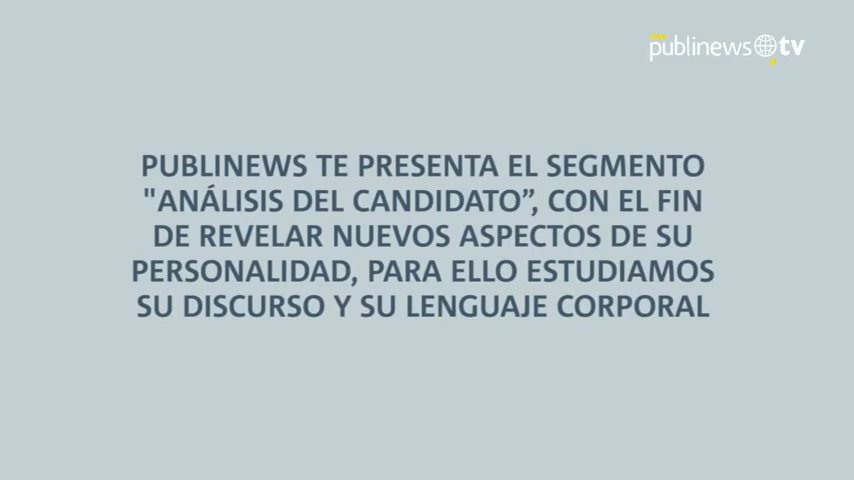 publinews tv
PUBLINEWS TE PRESENTA EL SEGMENTO
"ANÁLISIS DEL CANDIDATO”, CON EL FIN
DE REVELAR NUEVOS ASPECTOS DE SU
PERSONALIDAD, PARA ELLO ESTUDIAMOS
SU DISCURSO Y SU LENGUAJE CORPORAL